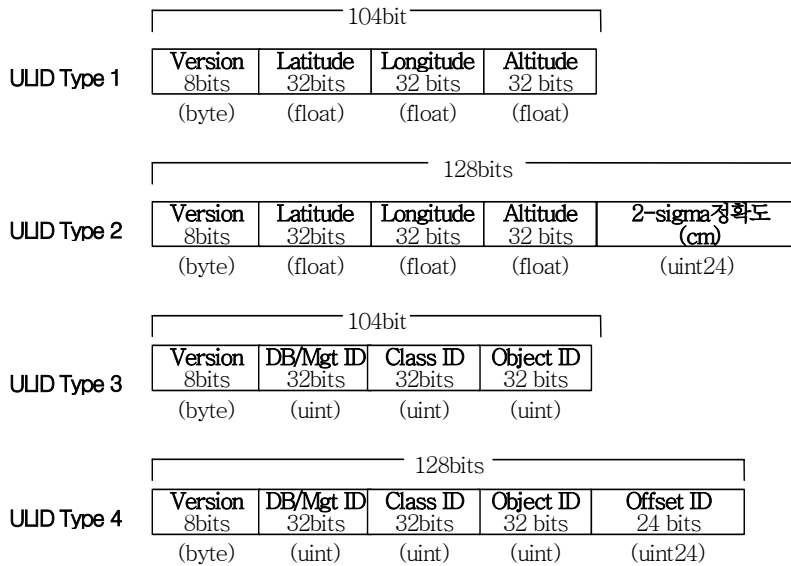 104bit
ULID Type 1
Version Latitude Longitude Altitude
8bits 32bits 32 bits 32 bits
(byte) (float) (float) (float)
128bits
ULID Type 2
Version Latitude Longitude Altitude 2-sigma정확도
8bits 32bits 32 bits 32 bits (cm)
(byte) (float) (float) (float) (uint24)
104bit
ULID Type 3
Version DB/Mgt ID Class ID Object ID
8bits 32bits 32bits 32 bits
(byte) (uint) (uint) (uint)
128bits
ULID Type 4
Version DB/Mgt ID Class ID Object ID Offset ID
8bits 32bits 32bits 32 bits 24 bits
(byte) (uint) (uint) (uint) (uint24)